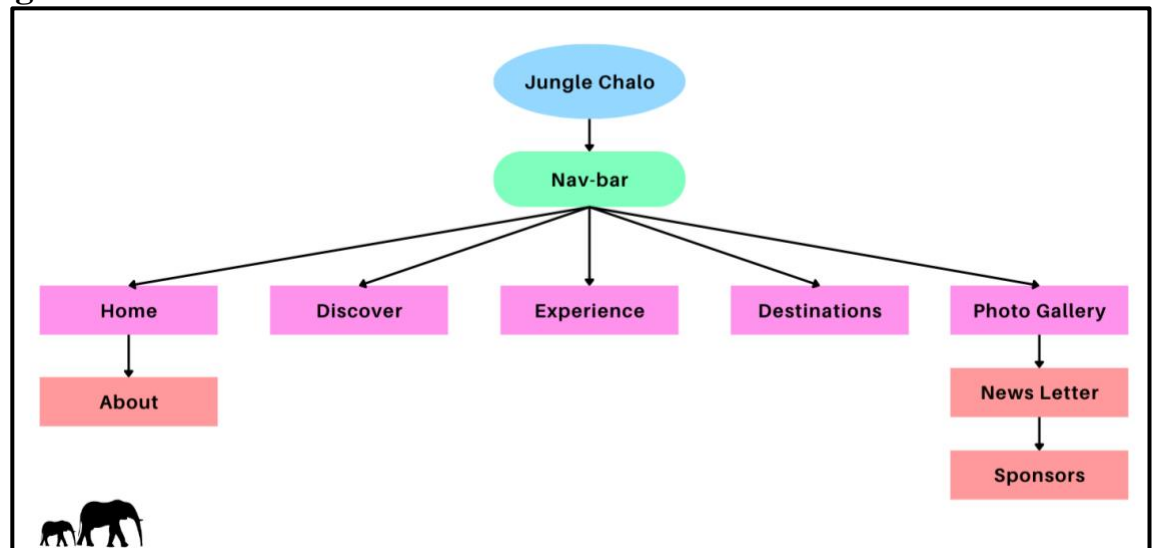 Jungle Chalo
Nav-bar
Home
Discover
Experience
Destinations
Photo Gallery
About
News Letter
Sponsors